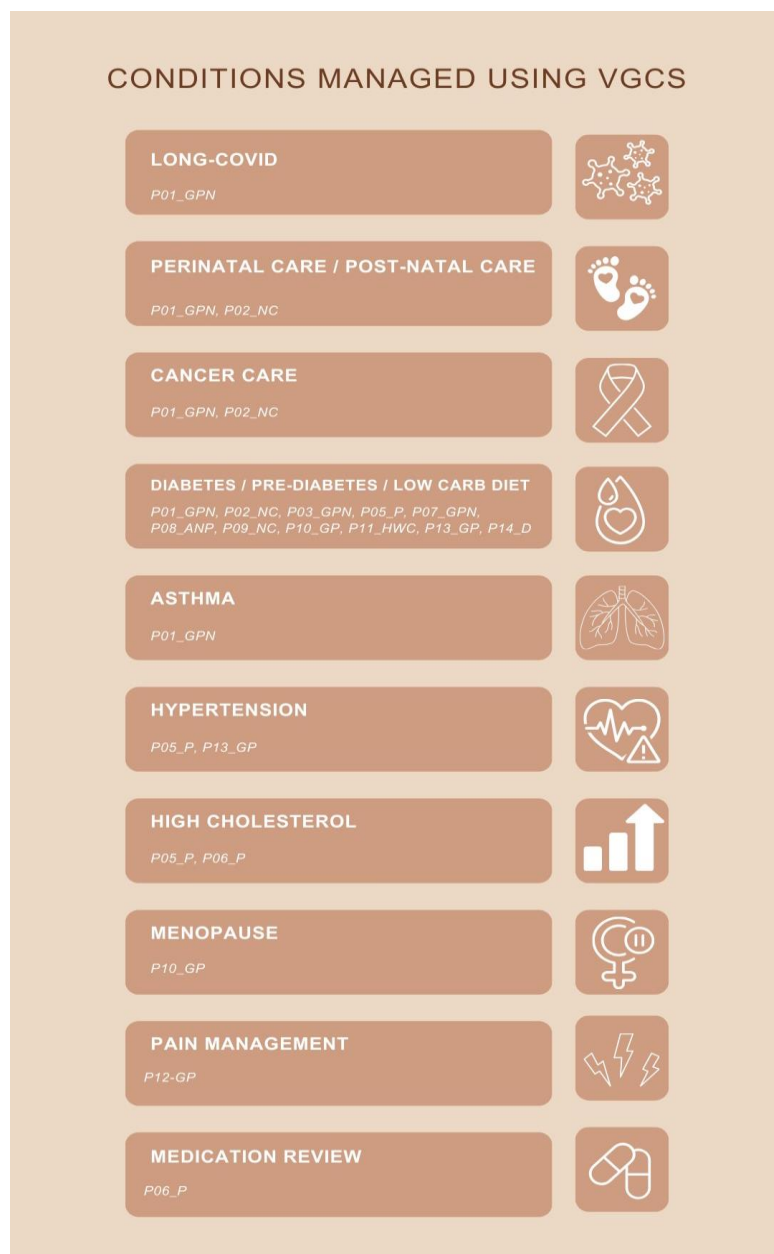 CONDITIONS MANAGED USING VGCS
LONG-COVID
P01_GPN
PERINATAL CARE / POST-NATAL CARE
P01_GPN, P02_NC
CANCER CARE
P01_GPN, P02_NC
DIABETES / PRE-DIABETES / LOW CARB DIET
P01_GPN, P02_NC, P03_GPN, P05_P, P07_GPN,
P08_ANP, P09_NC, P10_GP, P11_HWC, P13_GP, P14_D
ASTHMA
P01_GPN
HYPERTENSION
P05_P, P13_GP
HIGH CHOLESTEROL
P05_P, P06_P
MENOPAUSE
P10_GP
PAIN MANAGEMENT
P12-GP
MEDICATION REVIEW
P06_P